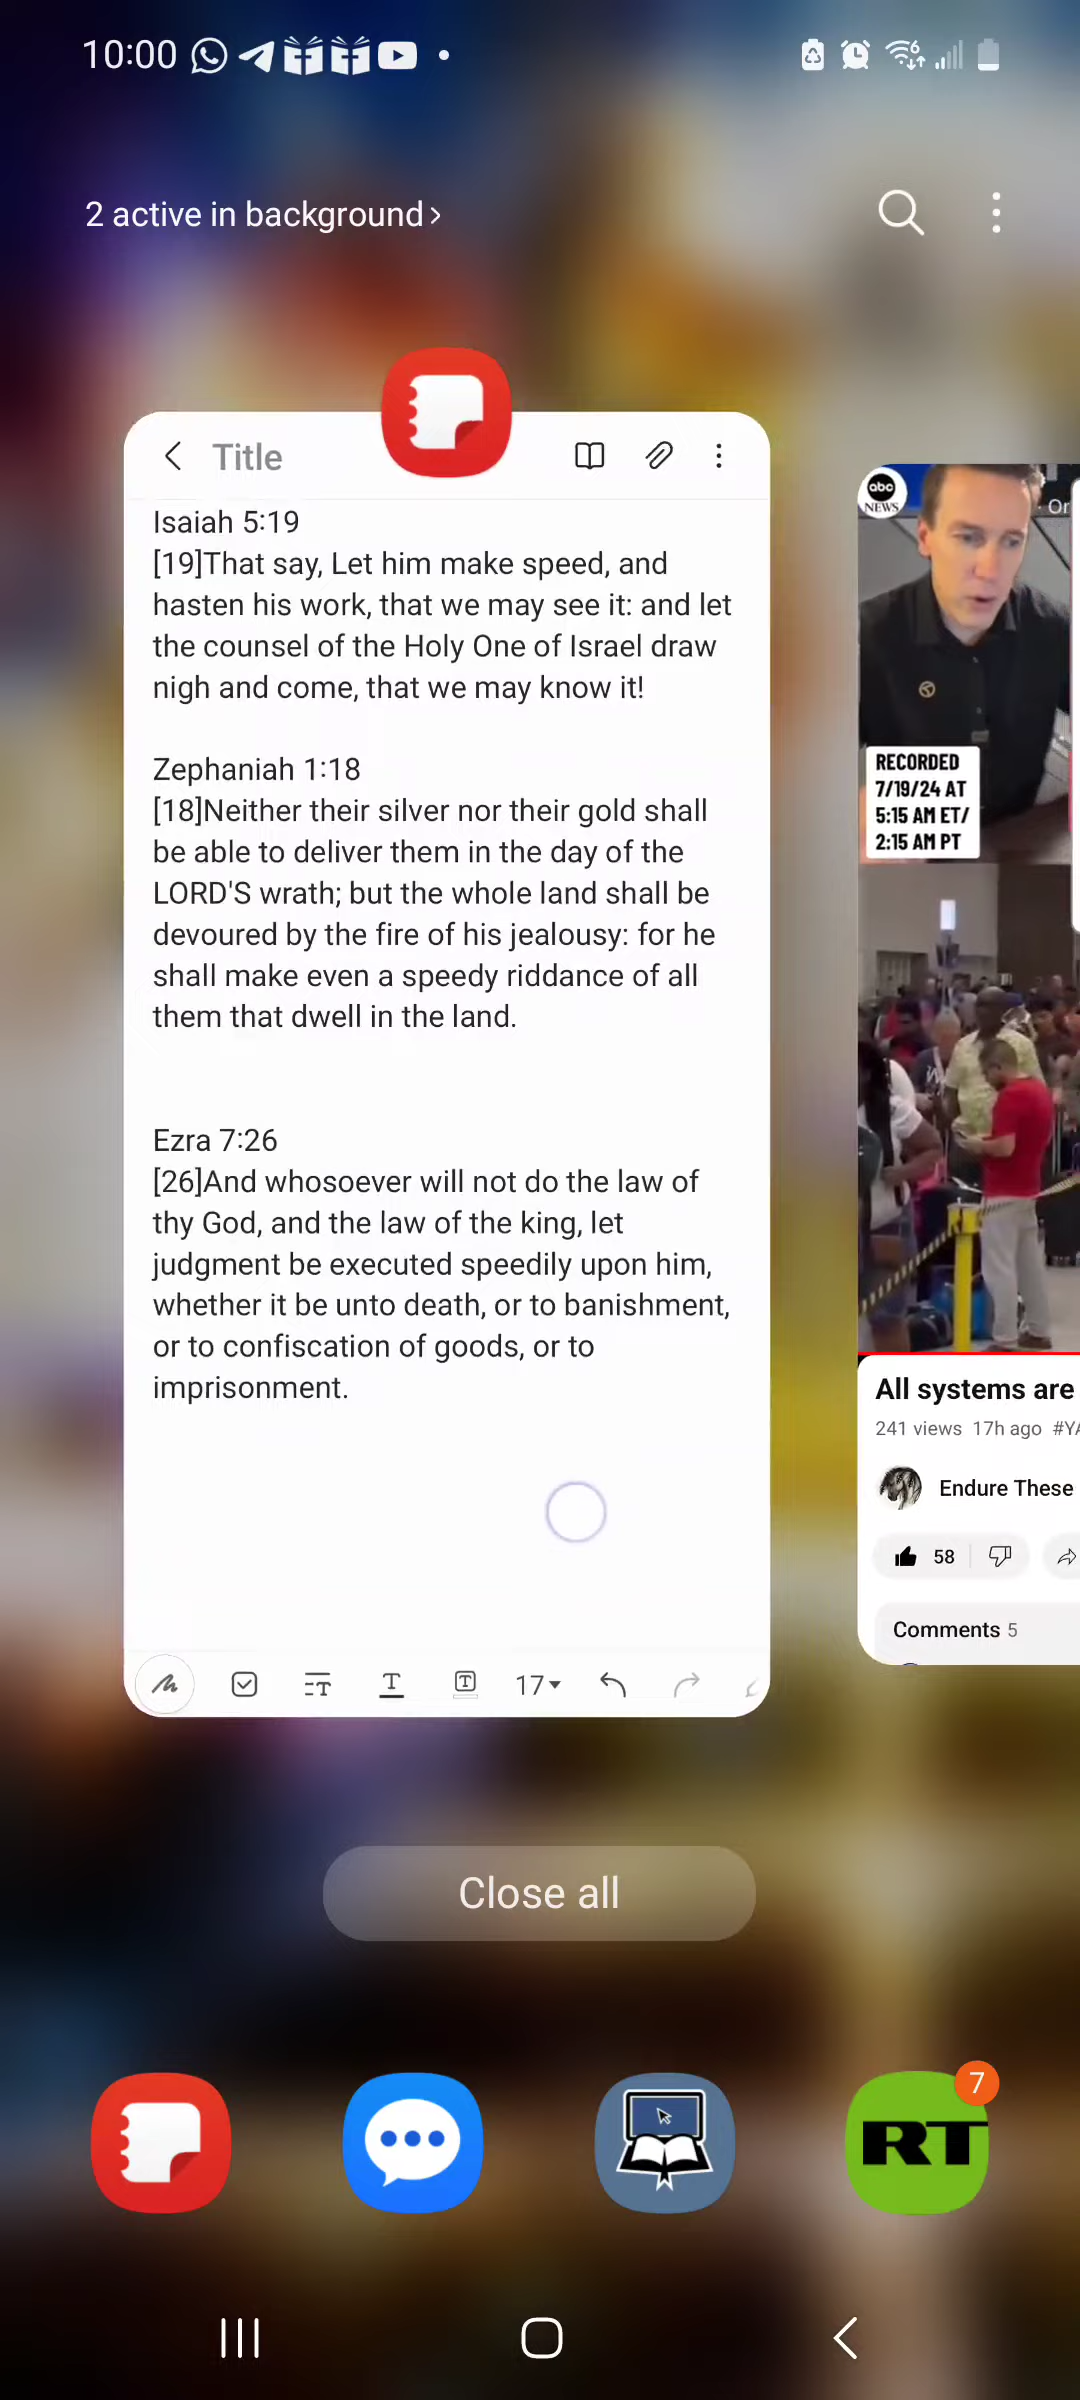 10:00
2 active in background >
Title
Isaiah 5:19
[19]That say, Let him make speed, and
hasten his work, that we may see it: and let
the counsel of the Holy One of Israel draw
nigh and come, that we may know it!
Zephaniah 1:18
[18]Neither their silver nor their gold shall
be able to deliver them in the day of the
LORD'S wrath; but the whole land shall be
devoured by the fire of his jealousy: for he
shall make even a speedy riddance of all
them that dwell in the land.
Ezra 7:26
[26]And whosoever will not do the law of
thy God, and the law of the king, let
judgment be executed speedily upon him,
whether it be unto death, or to banishment,
or to confiscation of goods, or to
imprisonment.
17
abc
NEWS
Or
RECORDED
7/19/24 AT
5:15 AM ET/
2:15 AM PT
All systems are
241 views 17h ago #YA
Endure These
58
Comments 5
Close all
7
RT